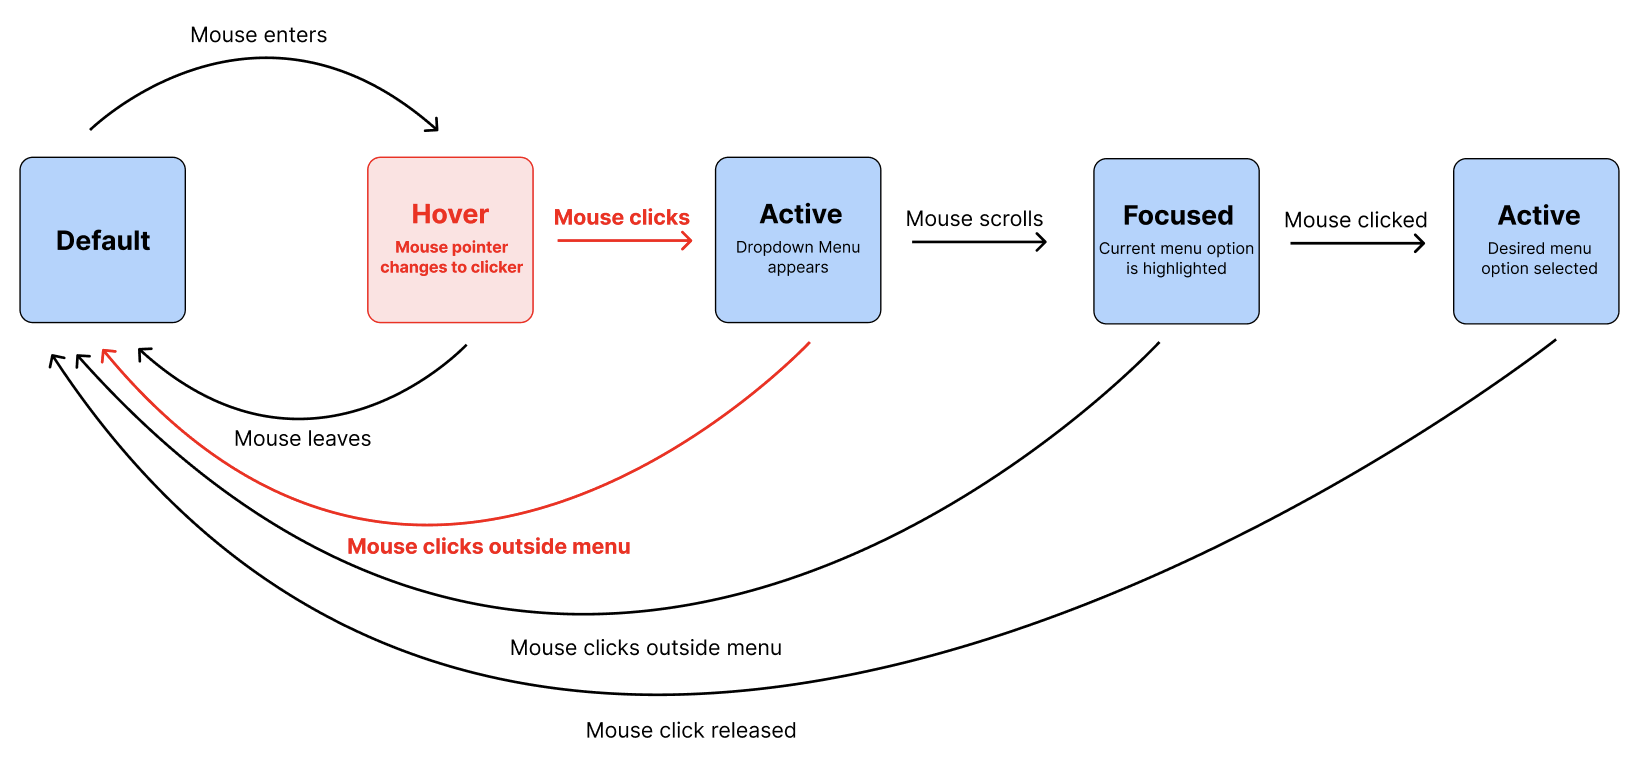 Mouse enters
Default
Hover
Mouse pointer
changes to clicker
Mouse clicks
Active
Dropdown Menu
appears
Mouse scrolls
Focused
Current menu option
is highlighted
Mouse clicked
Active
Desired menu
option selected
Mouse leaves
Mouse clicks outside menu
Mouse clicks outside menu
Mouse click released